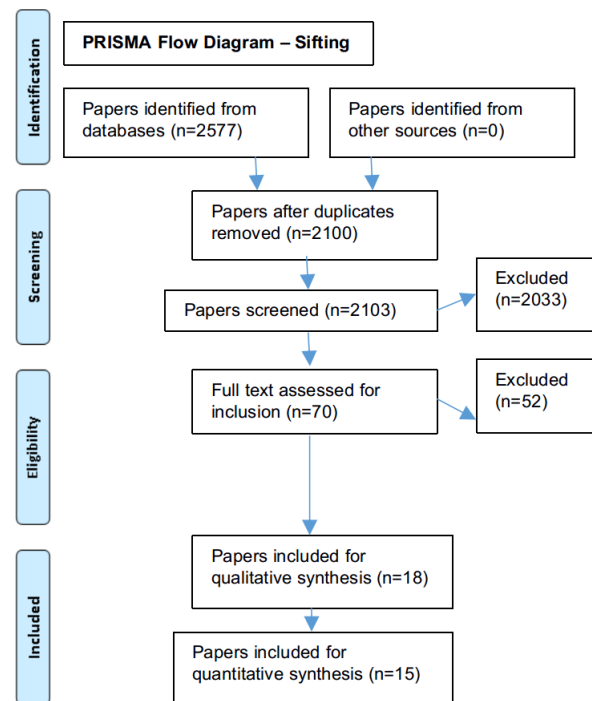 Identification
PRISMA Flow Diagram – Sifting
Papers identified from
databases (n=2577)
Papers identified from
other sources (n=0)
Screening
Papers after duplicates
removed (n=2100)
Papers screened (n=2103)
Excluded
(n=2033)
Eligibility
Full text assessed for
inclusion (n=70)
Excluded
(n=52)
Included
Papers included for
qualitative synthesis (n=18)
Papers included for
quantitative synthesis (n=15)